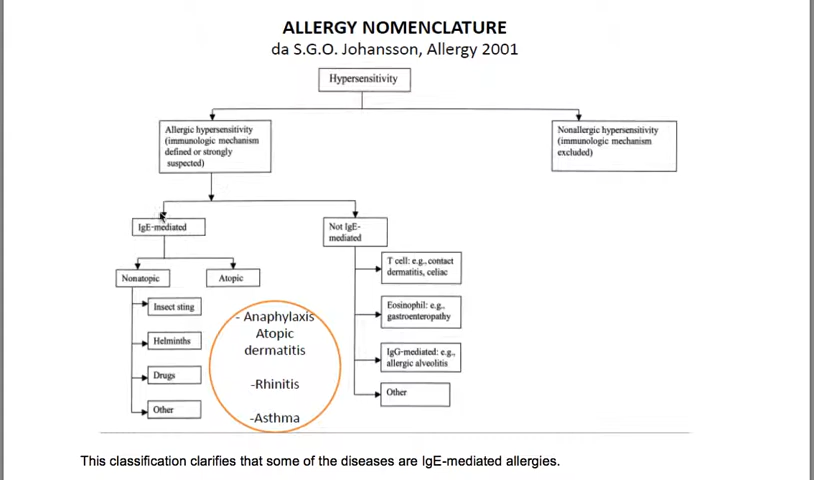 ALLERGY NOMENCLATURE
da S.G.O. Johansson, Allergy 2001
Hypersensitivity
Allergic hypersensitivity
(immunologic mechanism
defined or strongly
suspected)
Nonallergic hypersensitivity
(immunologic mechanism
excluded)
IgE-mediated
Not IgE-
mediated
Nonatopic
Atopic
Insect sting
Helminths
Drugs
Other
- Anaphylaxis
Atopic
dermatitis
-Rhinitis
-Asthma
T cell: e.g., contact
dermatitis, celiac
Eosinophil: e.g.,
gastroenteropathy
IgG-mediated: e.g.,
allergic alveolitis
Other
This classification clarifies that some of the diseases are IgE-mediated allergies.